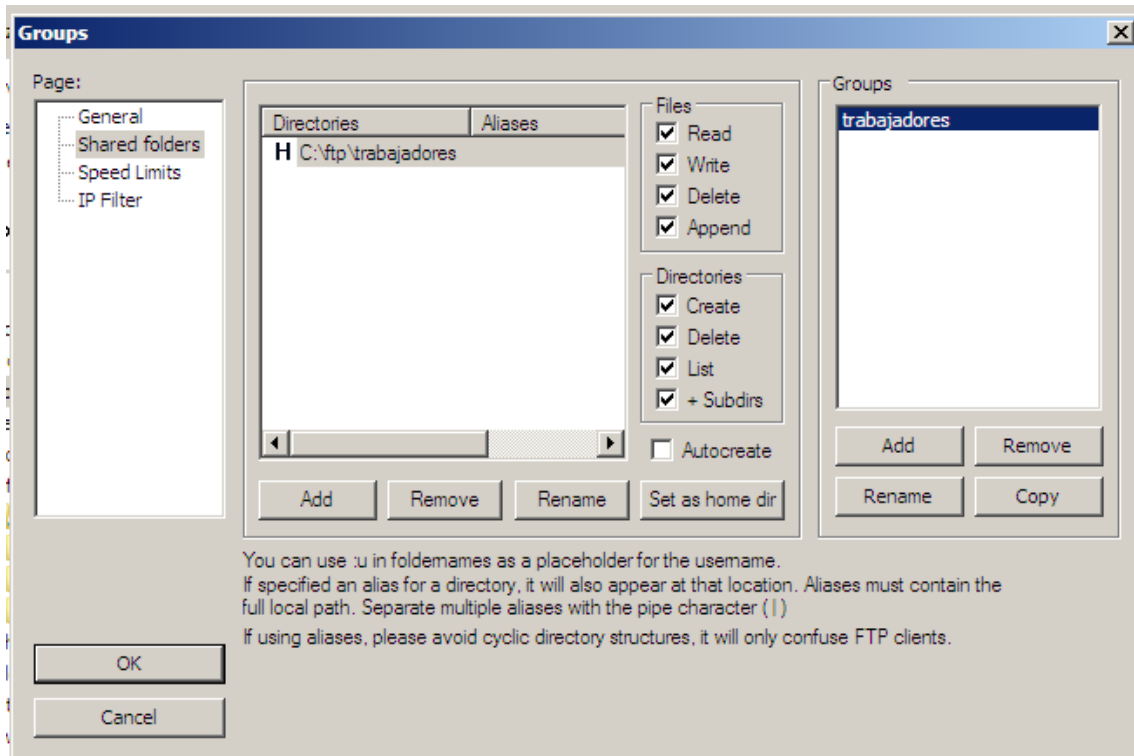 Groups
Page:
General
Shared folders
Speed Limits
IP Filter
Directories Aliases
H C:\ftp\trabajadores
Files
Read
Write
Delete
Append
Directories
Create
Delete
List
+ Subdirs
Autocreate
Add Remove Rename Set as home dir
Groups
trabajadores
Add Remove
Rename Copy
You can use :u in foldernames as a placeholder for the username.
If specified an alias for a directory, it will also appear at that location. Aliases must contain the
full local path. Separate multiple aliases with the pipe character (|)
If using aliases, please avoid cyclic directory structures, it will only confuse FTP clients.
OK
Cancel